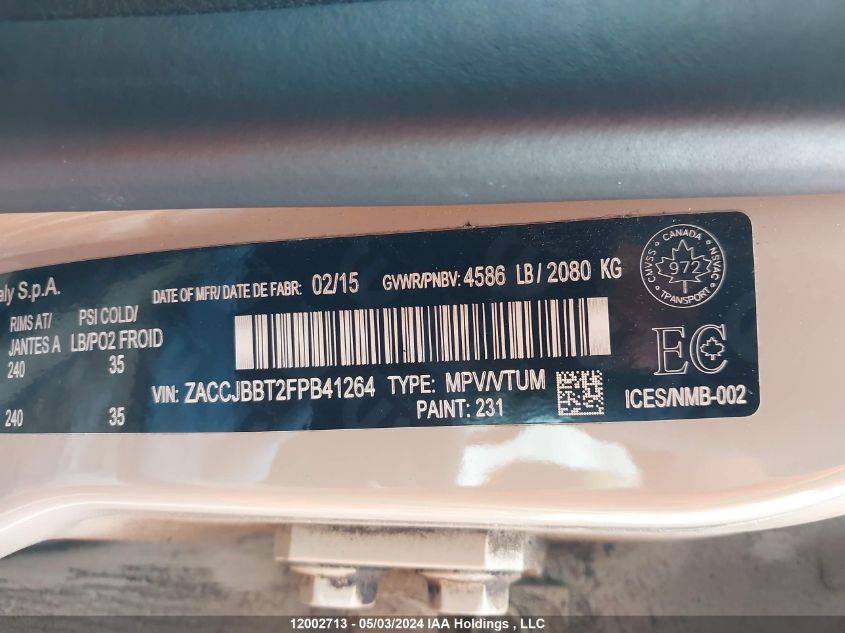 aly S.p.A.
DATE OF MFR/ DATE DE FABR: 02/15 GVWR/PNBV: 4586 LB / 2080 KG
RIMS AT/ PSI COLD/
JANTES A LB/PO2 FROID
240 35
VIN: ZACCJBBT2FPB41264 TYPE: MPV/VTUM
240 35 PAINT: 231
CANADA
CMVSS 972 NSVAC
TRANSPORT
EC
ICES/NMB-002
12002713 - 05/03/2024 IAA Holdings , LLC